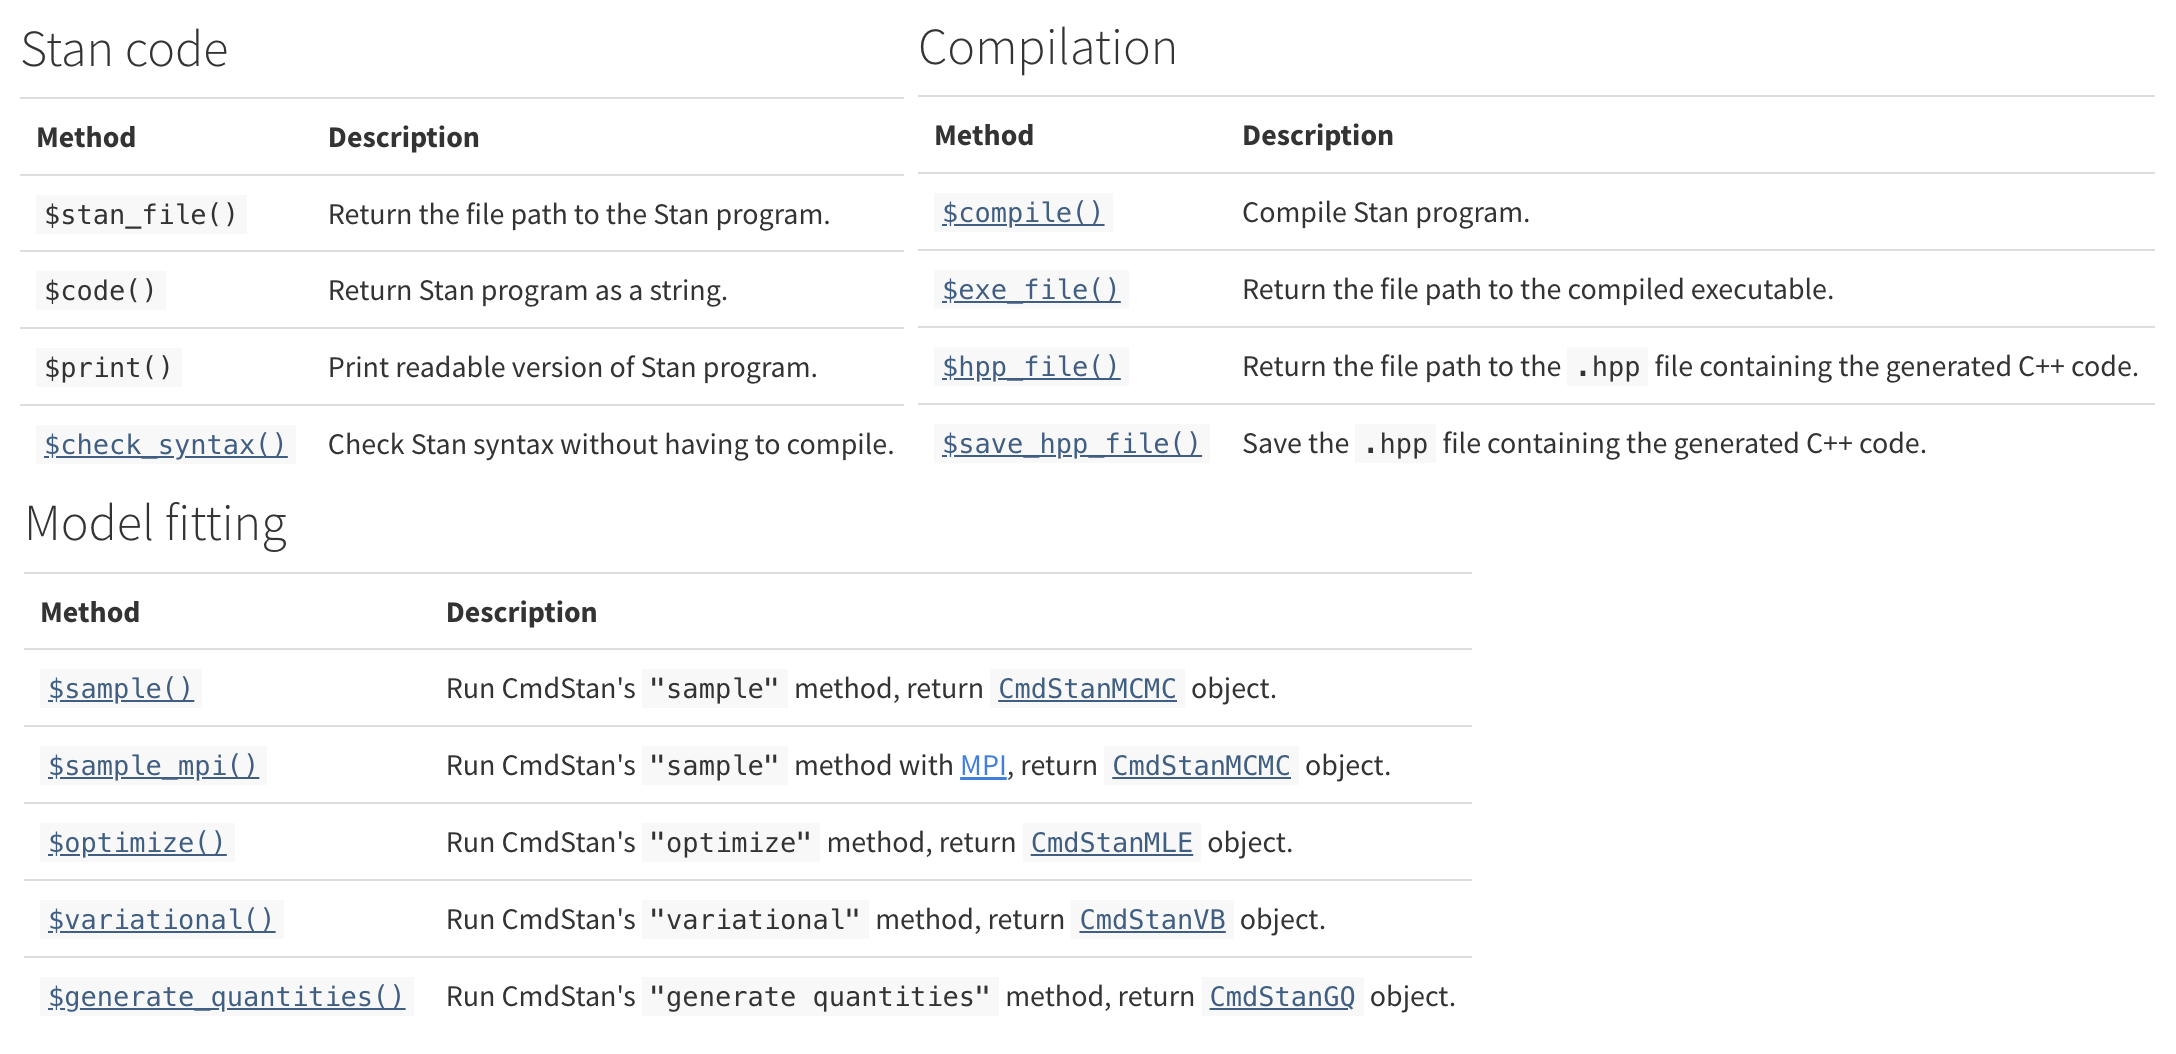 Stan code
Method Description
$stan_file() Return the file path to the Stan program.
$code() Return Stan program as a string.
$print() Print readable version of Stan program.
$check_syntax() Check Stan syntax without having to compile.
Compilation
Method Description
$compile() Compile Stan program.
$exe_file() Return the file path to the compiled executable.
$hpp_file() Return the file path to the .hpp file containing the generated C++ code.
$save_hpp_file() Save the .hpp file containing the generated C++ code.
Model fitting
Method Description
$sample() Run CmdStan's "sample" method, return CmdStanMCMC object.
$sample_mpi() Run CmdStan's "sample" method with MPI, return CmdStanMCMC object.
$optimize() Run CmdStan's "optimize" method, return CmdStanMLE object.
$variational() Run CmdStan's "variational" method, return CmdStanVB object.
$generate_quantities() Run CmdStan's "generate quantities" method, return CmdStanGQ object.